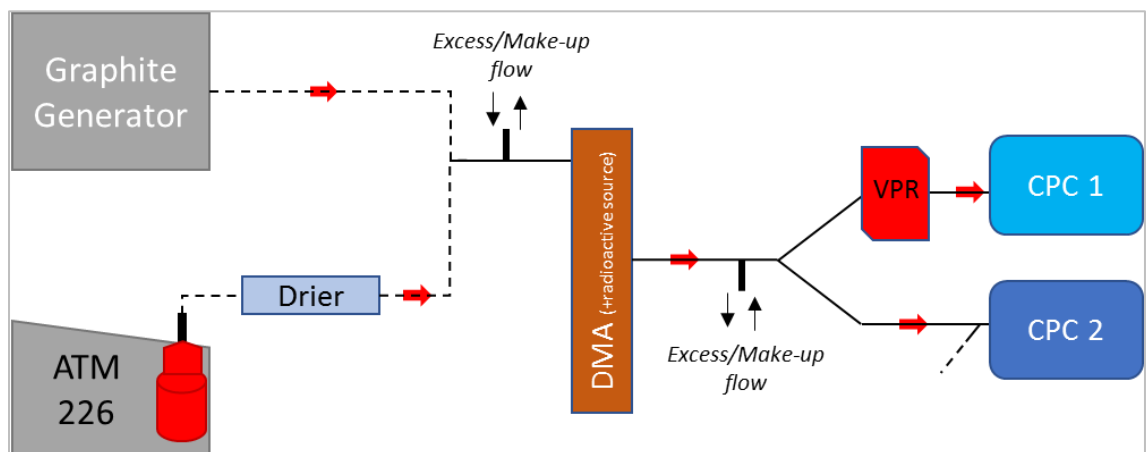 Graphite
Generator
Excess/Make-up
flow
DMA (+radioactive source)
VPR
CPC 1
Drier
CPC 2
ATM
226
Excess/Make-up
flow